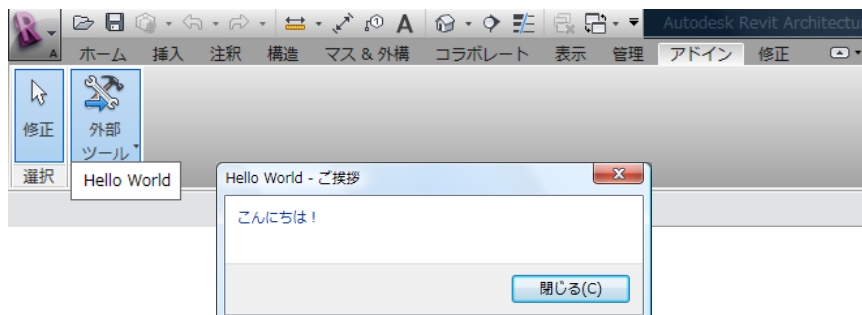 A
Autodesk Revit Architectu
A
ホーム 挿入 注釈 構造 マス & 外構 コラボレート 表示 管理 アドイン 修正
修正
外部
ツール
選択
Hello World
Hello World - ご挨拶
こんにちは！
閉じる(C)